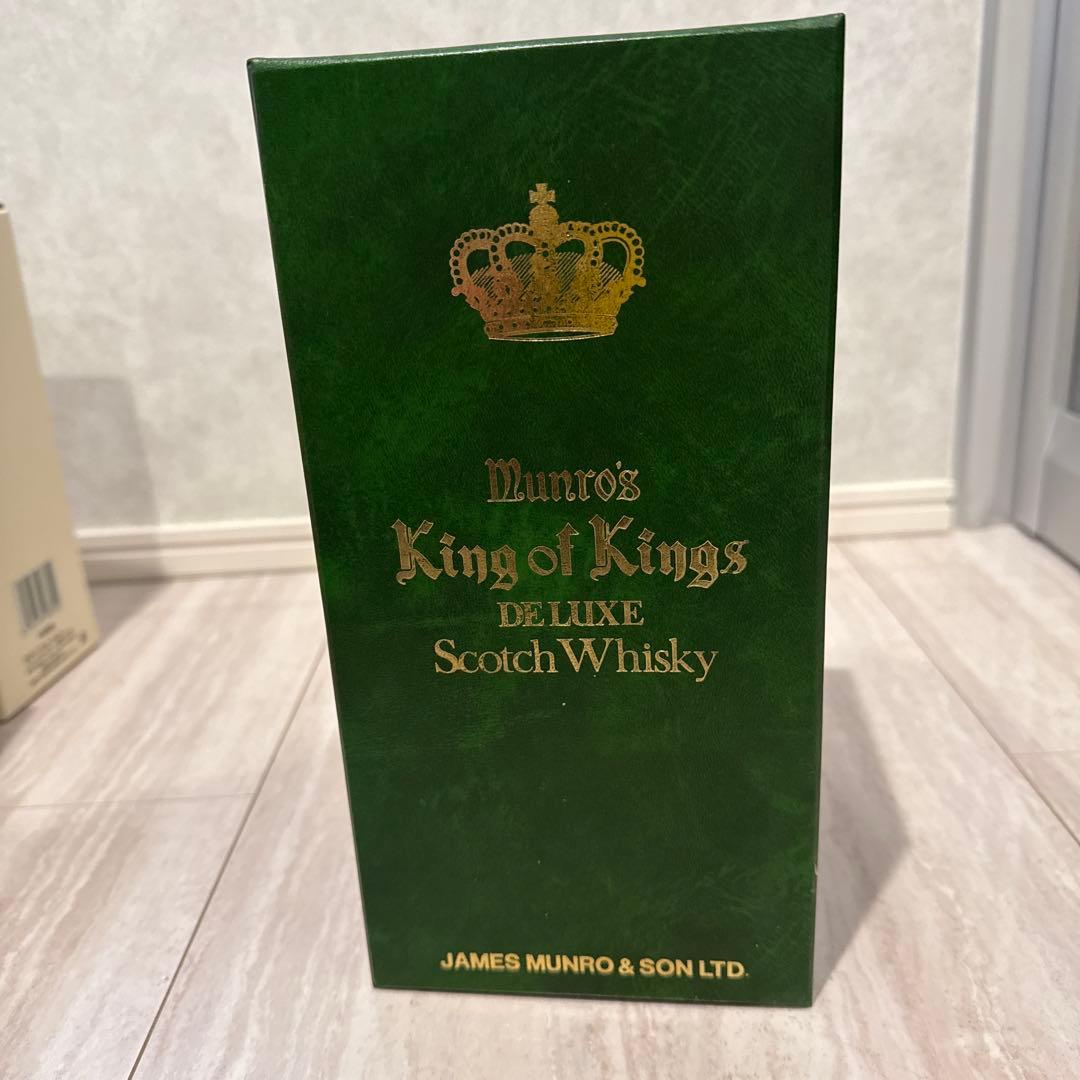 Munro's
King of Kings
DE LUXE
Scotch Whisky
JAMES MUNRO & SON LTD.